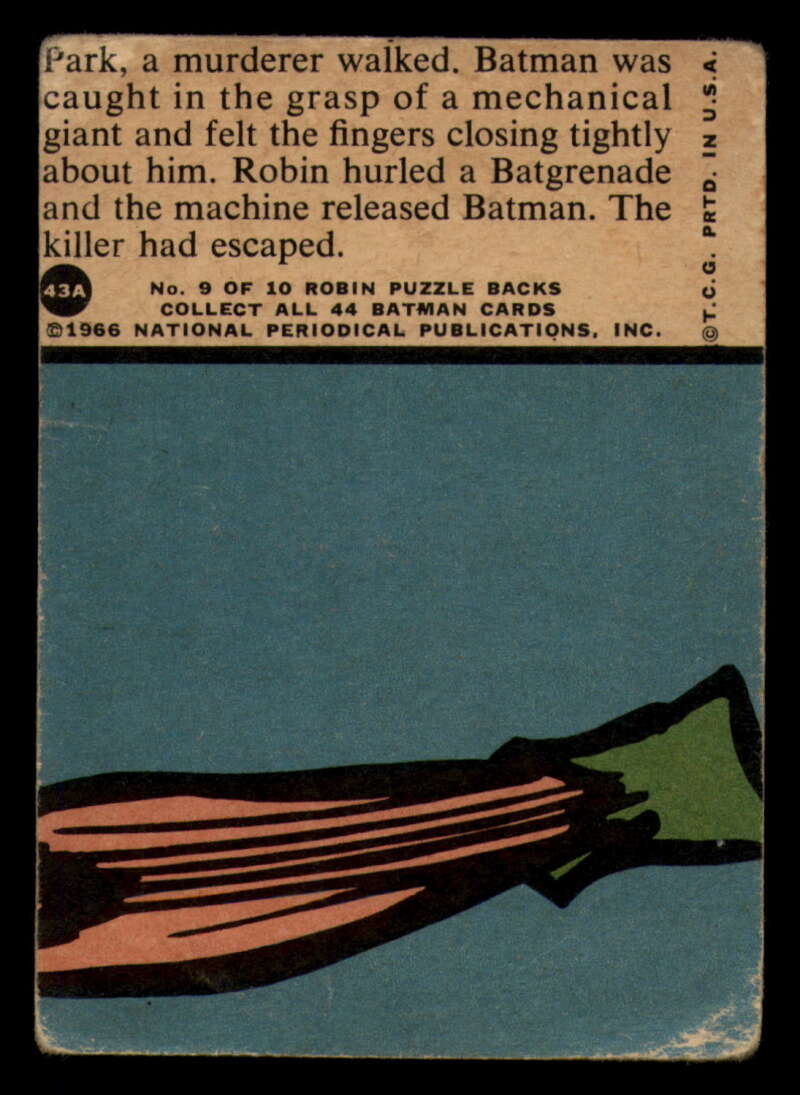 Park, a murderer walked. Batman was
caught in the grasp of a mechanical
giant and felt the fingers closing tightly
about him. Robin hurled a Batgrenade
and the machine released Batman. The
killer had escaped.
43A
No. 9 OF 10 ROBIN PUZZLE BACKS
COLLECT ALL 44 BATMAN CARDS
©1966 NATIONAL PERIODICAL PUBLICATIONS, INC.
©T.C.G. PRTD. IN U.S.A.